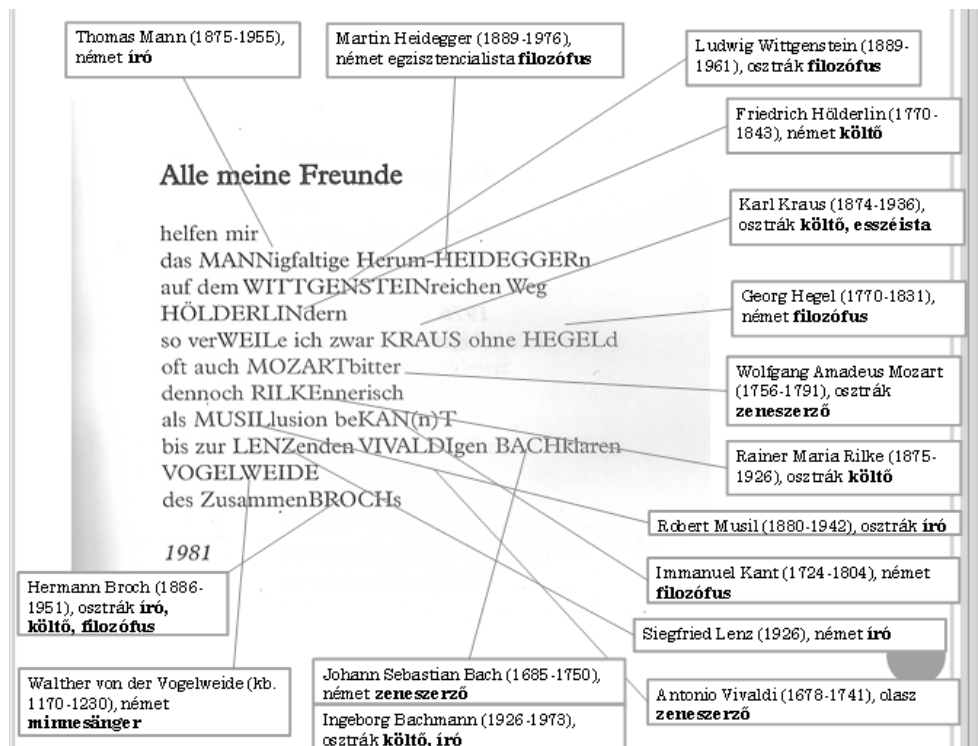 Thomas Mann (1875-1955),
német író
Martin Heidegger (1889-1976),
német egzisztencialista filozófus
Ludwig Wittgenstein (1889-
1961), osztrák filozófus
Friedrich Hölderlin (1770-
1843), német költő
Alle meine Freunde
helfen mir
das MANNigfaltige Herum-HEIDEGGERn
auf dem WITTGENSTEINreichen Weg
HÖLDERLINdern
so verWEILe ich zwar KRAUS ohne HEGELd
oft auch MOZARTbitter
dennoch RILKEnnerisch
als MUSILlusion beKAN(n)T
bis zur LENZenden VIVALDIgen BACHklaren
VOGELWEIDE
des ZusammenBROCHs
1981
Karl Kraus (1874-1936),
osztrák költő, esszéista
Georg Hegel (1770-1831),
német filozófus
Wolfgang Amadeus Mozart
(1756-1791), osztrák
zeneszerző
Rainer Maria Rilke (1875-
1926), osztrák költő
Robert Musil (1880-1942), osztrák író
Immanuel Kant (1724-1804), német
filozófus
Siegfried Lenz (1926), német író
Antonio Vivaldi (1678-1741), olasz
zeneszerző
Hermann Broch (1886-
1951), osztrák író,
költő, filozófus
Walther von der Vogelweide (kb.
1170-1230), német
minnesänger
Johann Sebastian Bach (1685-1750),
német zeneszerző
Ingeborg Bachmann (1926-1973),
osztrák költő, író